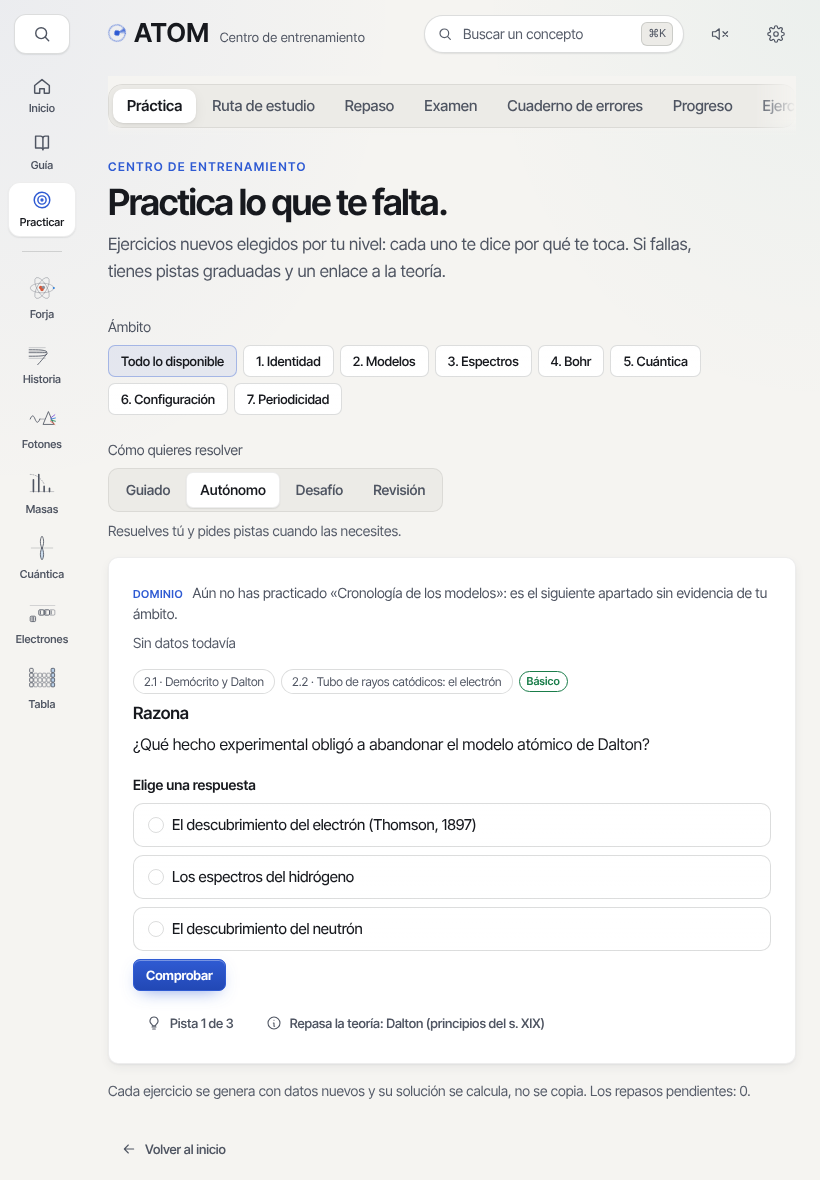 ATOM Centro de entrenamiento
Buscar un concepto ⌘K
Inicio
Guía
Practicar
Forja
Historia
Fotones
Masas
Cuántica
Electrones
Tabla
Práctica Ruta de estudio Repaso Examen Cuaderno de errores Progreso Ejerc
CENTRO DE ENTRENAMIENTO
Practica lo que te falta.
Ejercicios nuevos elegidos por tu nivel: cada uno te dice por qué te toca. Si fallas,
tienes pistas graduadas y un enlace a la teoría.
Ámbito
Todo lo disponible 1. Identidad 2. Modelos 3. Espectros 4. Bohr 5. Cuántica
6. Configuración 7. Periodicidad
Cómo quieres resolver
Guiado Autónomo Desafío Revisión
Resuelves tú y pides pistas cuando las necesites.
DOMINIO Aún no has practicado «Cronología de los modelos»: es el siguiente apartado sin evidencia de tu
ámbito.
Sin datos todavía
2.1 · Demócrito y Dalton 2.2 · Tubo de rayos catódicos: el electrón Básico
Razona
¿Qué hecho experimental obligó a abandonar el modelo atómico de Dalton?
Elige una respuesta
El descubrimiento del electrón (Thomson, 1897)
Los espectros del hidrógeno
El descubrimiento del neutrón
Comprobar
Pista 1 de 3 Repasa la teoría: Dalton (principios del s. XIX)
Cada ejercicio se genera con datos nuevos y su solución se calcula, no se copia. Los repasos pendientes: 0.
Volver al inicio